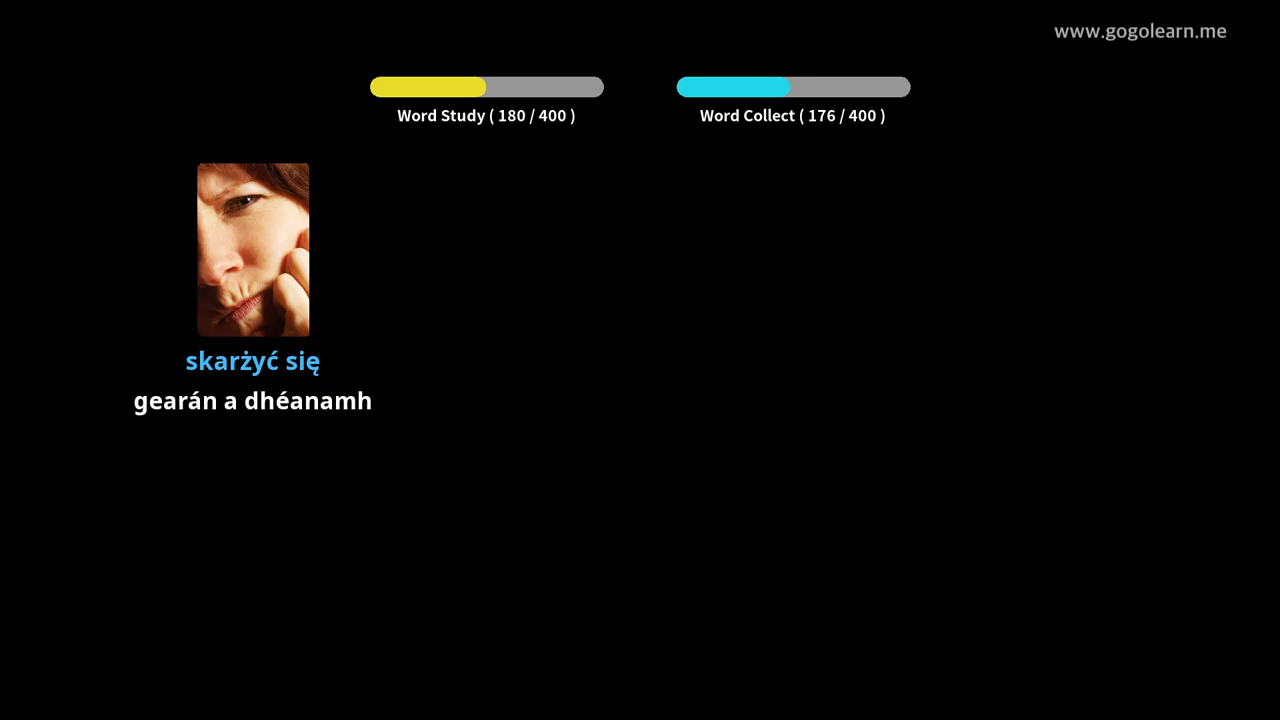 www.gogolearn.me
Word Study ( 180 / 400 )
Word Collect ( 176 / 400 )
skarżyć się
gearán a dhéanamh